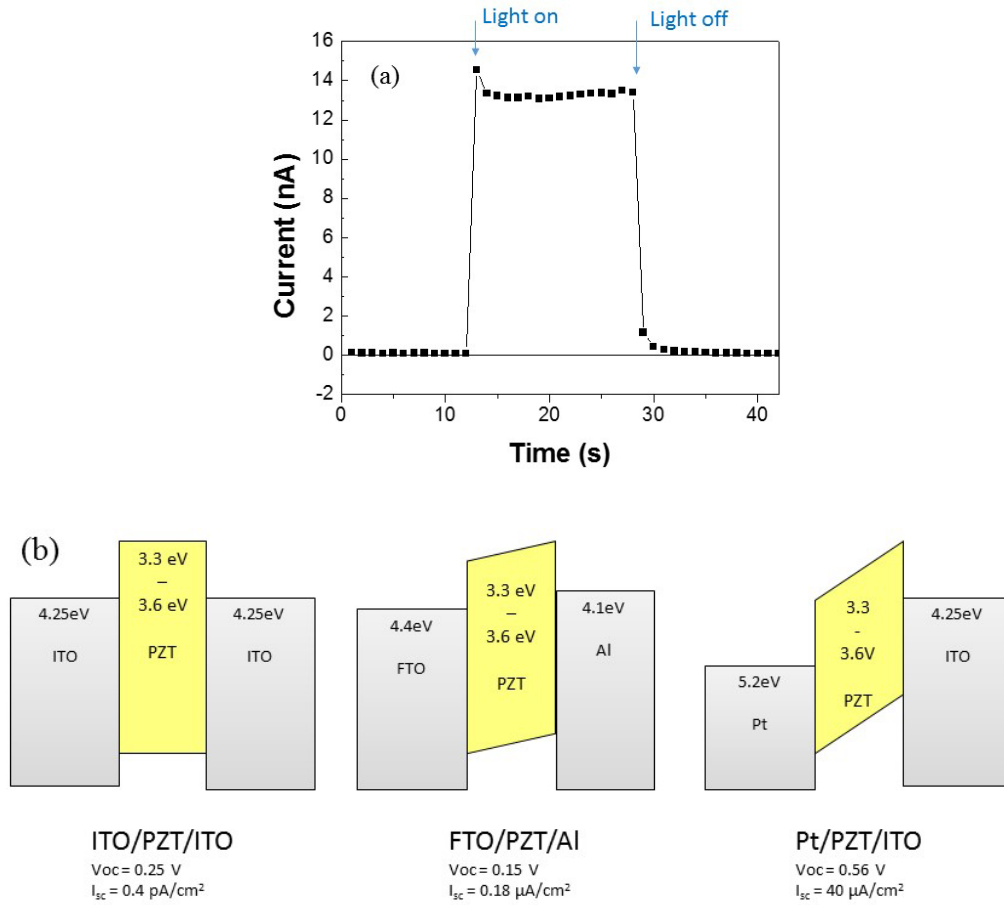 Light on
Light off
(a)
16
14
12
10
8
6
4
2
0
-2
Current (nA)
0
10
20
30
40
Time (s)
(b)
3.3 eV
–
3.6 eV
PZT
4.25eV
ITO
4.25eV
ITO
3.3 eV
–
3.6 eV
PZT
4.4eV
FTO
4.1eV
Al
3.3
-
3.6V
PZT
5.2eV
Pt
4.25eV
ITO
ITO/PZT/ITO
Voc = 0.25 V
Isc = 0.4 pA/cm²
FTO/PZT/Al
Voc = 0.15 V
Isc = 0.18 µA/cm²
Pt/PZT/ITO
Voc = 0.56 V
Isc = 40 µA/cm²